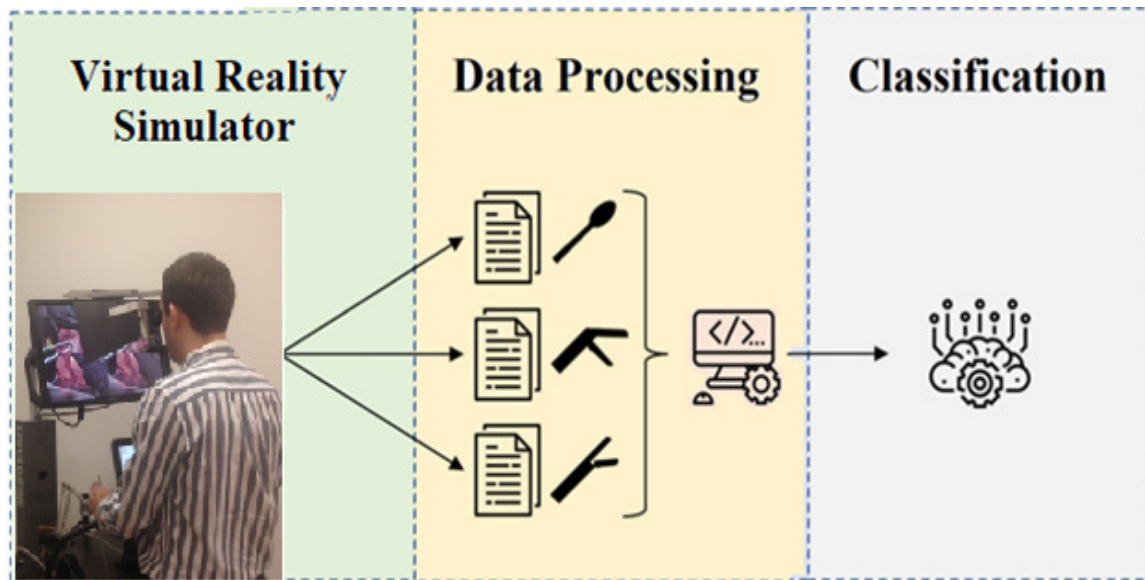 Virtual Reality
Simulator
Data Processing
Classification
</>...